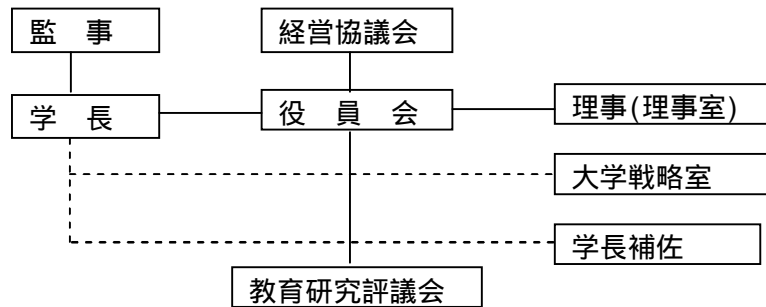 監　事
経営協議会
学　長
役　員　会
理事(理事室)
大学戦略室
学長補佐
教育研究評議会